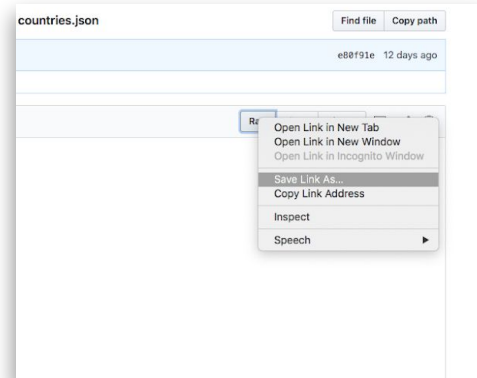 countries.json
Find file Copy path
e80f91e 12 days ago
Open Link in New Tab
Open Link in New Window
Open Link in Incognito Window
Save Link As...
Copy Link Address
Inspect
Speech